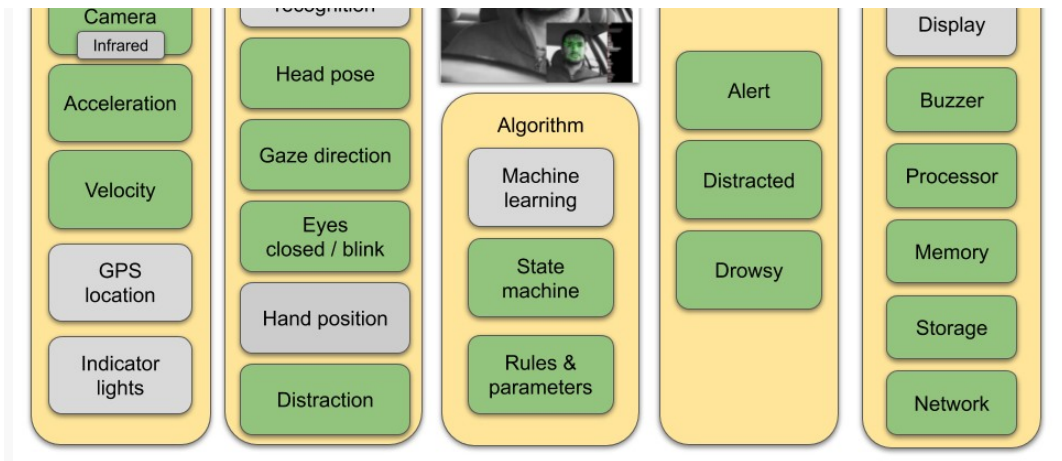 Camera
Infrared
Acceleration
Velocity
GPS
location
Indicator
lights
recognition
Head pose
Gaze direction
Eyes
closed / blink
Hand position
Distraction
Algorithm
Machine
learning
State
machine
Rules &
parameters
Alert
Distracted
Drowsy
Display
Buzzer
Processor
Memory
Storage
Network